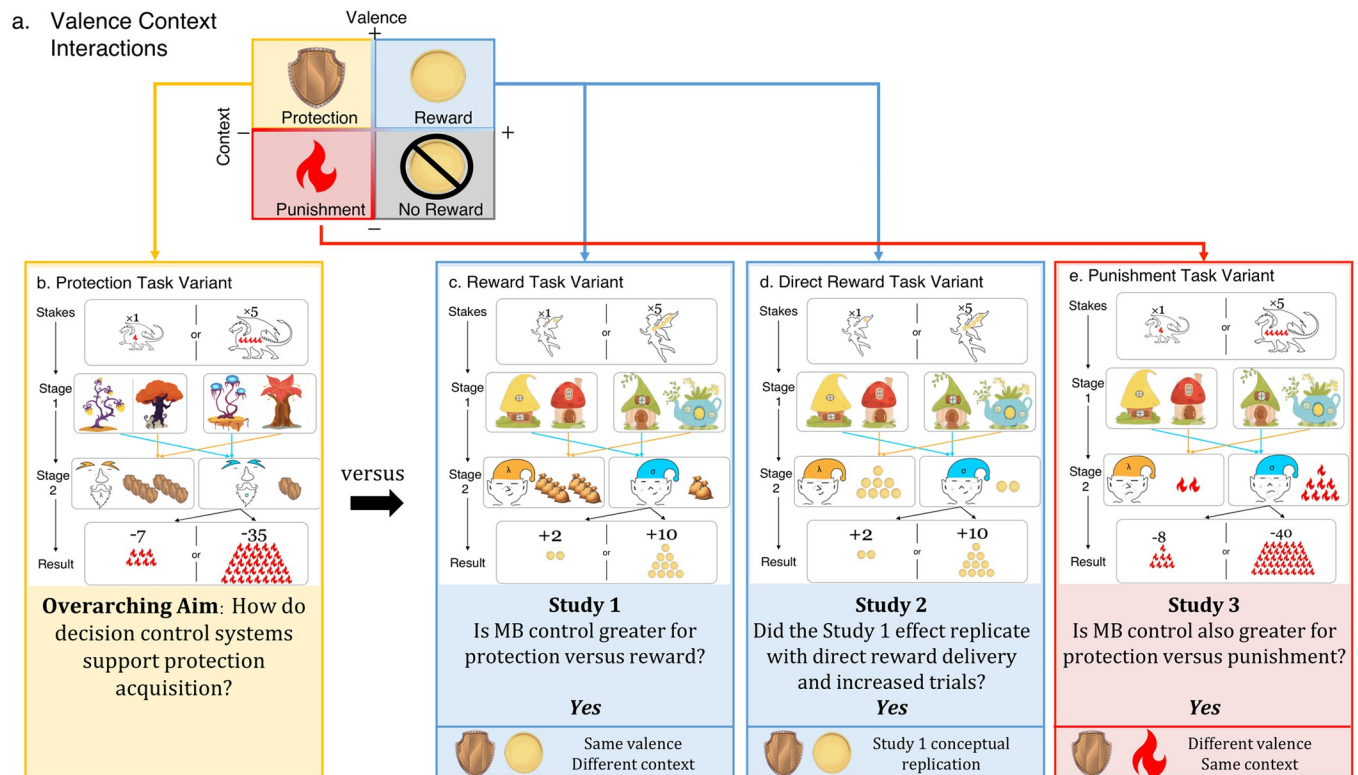 a. Valence Context
Interactions
Valence
+
Context
−
+
−
Protection
Reward
Punishment
No Reward
b. Protection Task Variant
Stakes
×1
or
×5
Stage
1
Stage
2
λ
σ
Result
-7
or
-35
Overarching Aim: How do
decision control systems
support protection
acquisition?
versus
c. Reward Task Variant
Stakes
×1
or
×5
Stage
1
Stage
2
λ
σ
Result
+2
or
+10
Study 1
Is MB control greater for
protection versus reward?
Yes
Same valence
Different context
d. Direct Reward Task Variant
Stakes
×1
or
×5
Stage
1
Stage
2
λ
σ
Result
+2
or
+10
Study 2
Did the Study 1 effect replicate
with direct reward delivery
and increased trials?
Yes
Study 1 conceptual
replication
e. Punishment Task Variant
Stakes
×1
or
×5
Stage
1
Stage
2
λ
σ
Result
-8
or
-40
Study 3
Is MB control also greater for
protection versus punishment?
Yes
Different valence
Same context